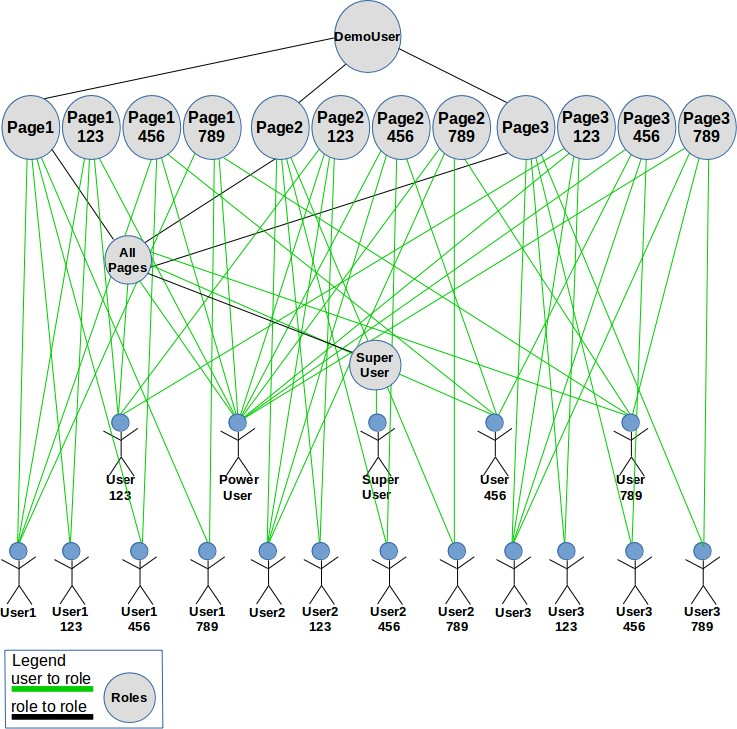 DemoUser
Page1
Page1
123
Page1
456
Page1
789
Page2
Page2
123
Page2
456
Page2
789
Page3
Page3
123
Page3
456
Page3
789
All
Pages
Super
User
User
123
Power
User
Super
User
User
456
User
789
User1
User1
123
User1
456
User1
789
User2
User2
123
User2
456
User2
789
User3
User3
123
User3
456
User3
789
Legend
user to role
role to role
Roles